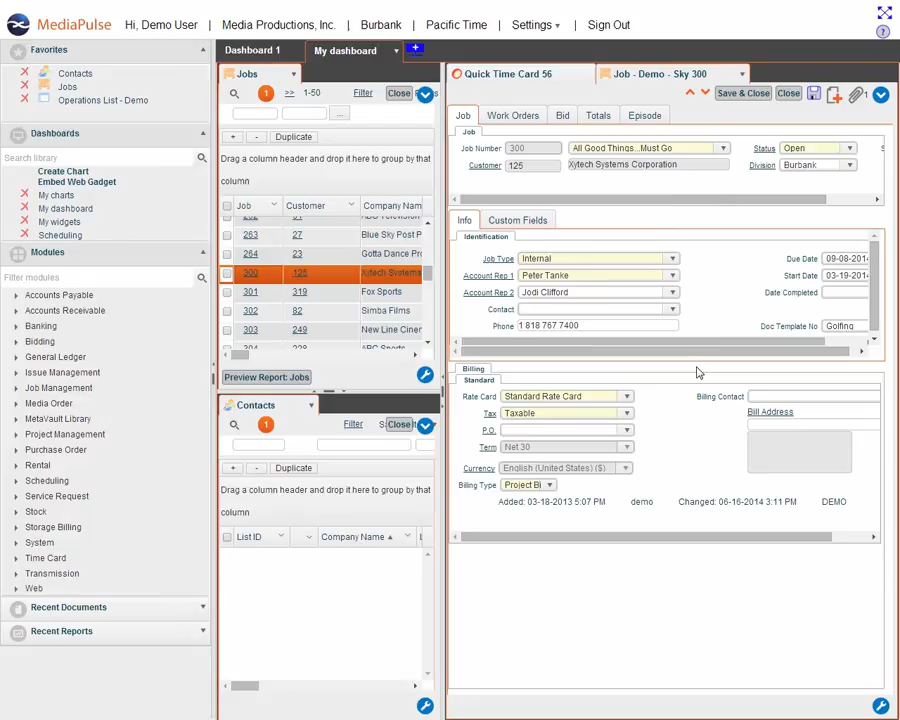 MediaPulse Hi, Demo User | Media Productions, Inc. | Burbank | Pacific Time | Settings | Sign Out
Favorites
Contacts
Jobs
Operations List - Demo
Dashboards
Search library
Create Chart
Embed Web Gadget
My charts
My dashboard
My widgets
Scheduling
Modules
Filter modules
Accounts Payable
Accounts Receivable
Banking
Bidding
General Ledger
Issue Management
Job Management
Media Order
MetaVault Library
Project Management
Purchase Order
Rental
Scheduling
Service Request
Stock
Storage Billing
System
Time Card
Transmission
Web
Recent Documents
Recent Reports
Dashboard 1 My dashboard +
Jobs
1 >> 1-50 Filter Close
...
+ - Duplicate
Drag a column header and drop it here to group by that
column
Job Customer Company Name
263 27 Blue Sky Post P
264 23 Gotta Dance Pro
300 125 Xytech Systems
301 319 Fox Sports
302 82 Simba Films
303 249 New Line Cinem
Preview Report: Jobs
Contacts
1 Filter Close
+ - Duplicate
Drag a column header and drop it here to group by that
column
List ID Company Name
Quick Time Card 56 Job - Demo - Sky 300
Save & Close Close 1
Job Work Orders Bid Totals Episode
Job
Job Number 300 All Good Things...Must Go Status Open
Customer 125 Xytech Systems Corporation Division Burbank
Info Custom Fields
Identification
Job Type Internal Due Date 09-08-2014
Account Rep 1 Peter Tanke Start Date 03-19-2014
Account Rep 2 Jodi Clifford Date Completed
Contact
Phone 1 818 767 7400 Doc Template No Golfing
Billing
Standard
Rate Card Standard Rate Card Billing Contact
Tax Taxable Bill Address
P.O.
Term Net 30
Currency English (United States) ($)
Billing Type Project Bi
Added: 03-18-2013 5:07 PM demo Changed: 06-16-2014 3:11 PM DEMO